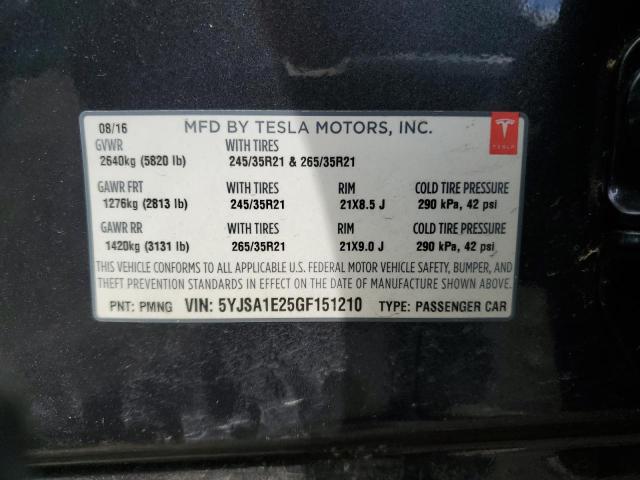 08/16 MFD BY TESLA MOTORS, INC.
TESLA
GVWR WITH TIRES
2640kg (5820 lb) 245/35R21 & 265/35R21
GAWR FRT WITH TIRES RIM COLD TIRE PRESSURE
1276kg (2813 lb) 245/35R21 21X8.5 J 290 kPa, 42 psi
GAWR RR WITH TIRES RIM COLD TIRE PRESSURE
1420kg (3131 lb) 265/35R21 21X9.0 J 290 kPa, 42 psi
THIS VEHICLE CONFORMS TO ALL APPLICABLE U.S. FEDERAL MOTOR VEHICLE SAFETY, BUMPER, AND
THEFT PREVENTION STANDARDS IN EFFECT ON THE DATE OF MANUFACTURE SHOWN ABOVE.
PNT: PMNG VIN: 5YJSA1E25GF151210 TYPE: PASSENGER CAR